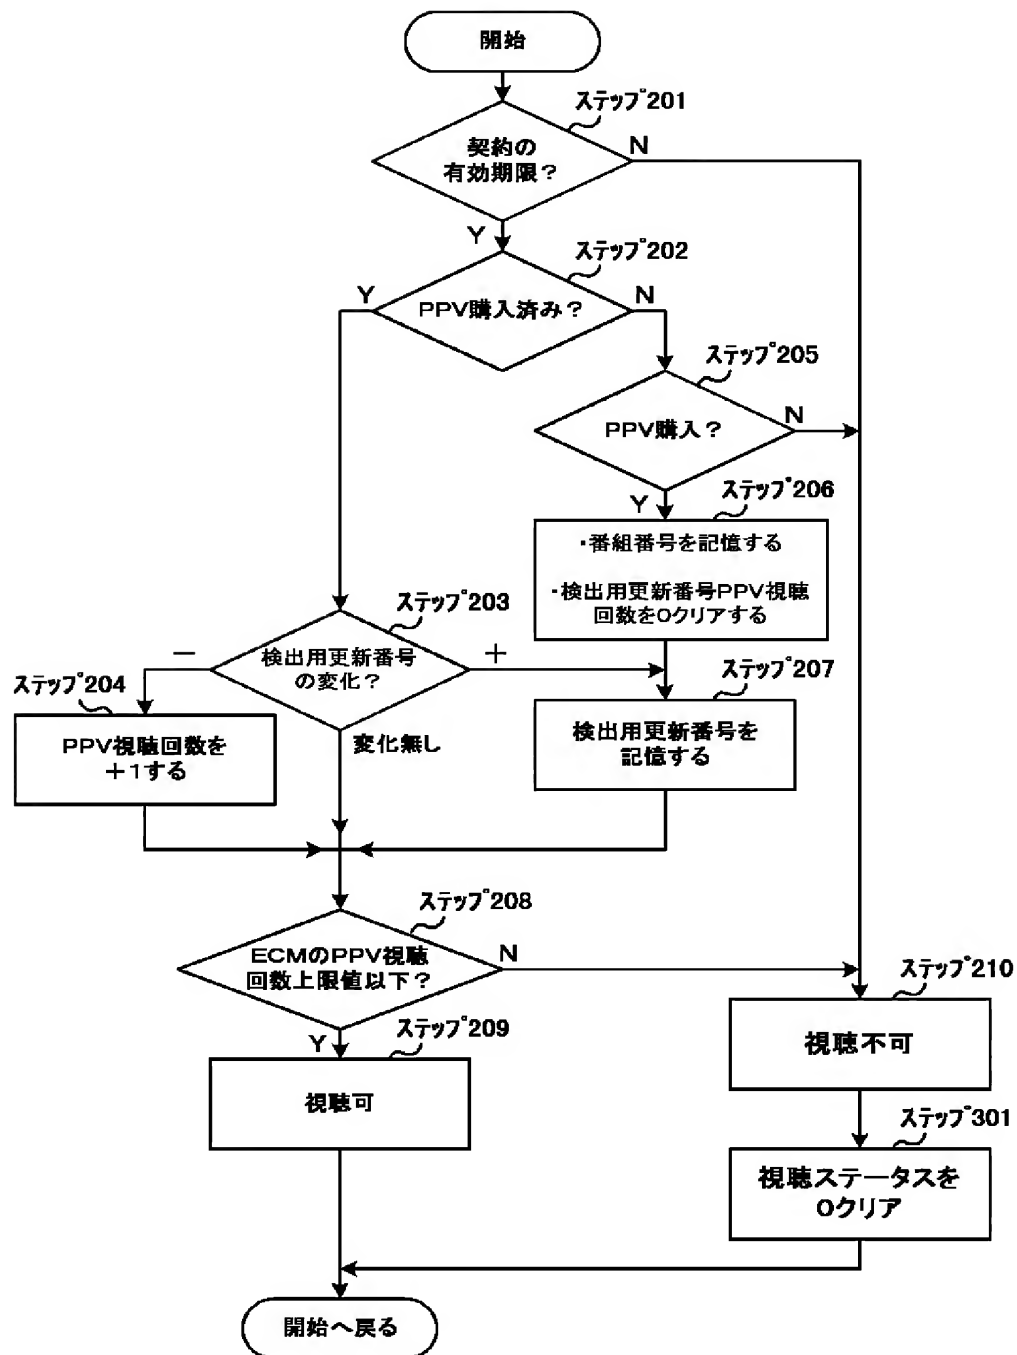 開始
ステップ201
契約の
有効期限？
N
Y
ステップ202
Y
PPV購入済み？
N
ステップ205
PPV購入？
N
Y
ステップ206
・番組番号を記憶する
・検出用更新番号PPV視聴
回数を0クリアする
ステップ203
－
検出用更新番号
の変化？
＋
ステップ204
ステップ207
PPV視聴回数を
＋1する
変化無し
検出用更新番号を
記憶する
ステップ208
ECMのPPV視聴
回数上限値以下？
N
Y
ステップ209
視聴可
ステップ210
視聴不可
ステップ301
視聴ステータスを
0クリア
開始へ戻る